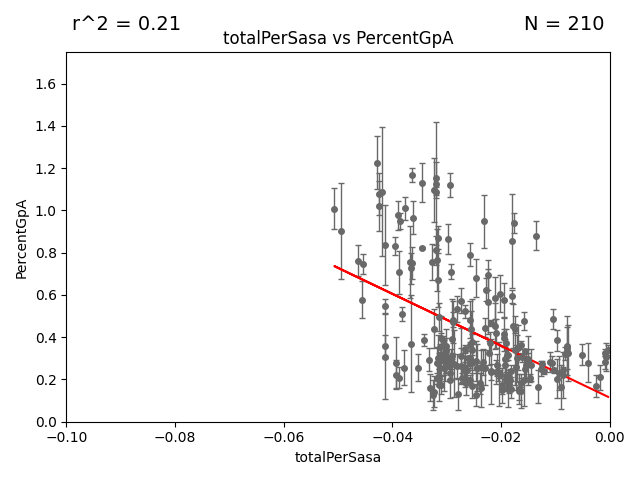 r^2 = 0.21
N = 210
totalPerSasa vs PercentGpA
1.6
1.4
1.2
1.0
0.8
0.6
0.4
0.2
0.0
PercentGpA
−0.10 −0.08 −0.06 −0.04 −0.02 0.00
totalPerSasa